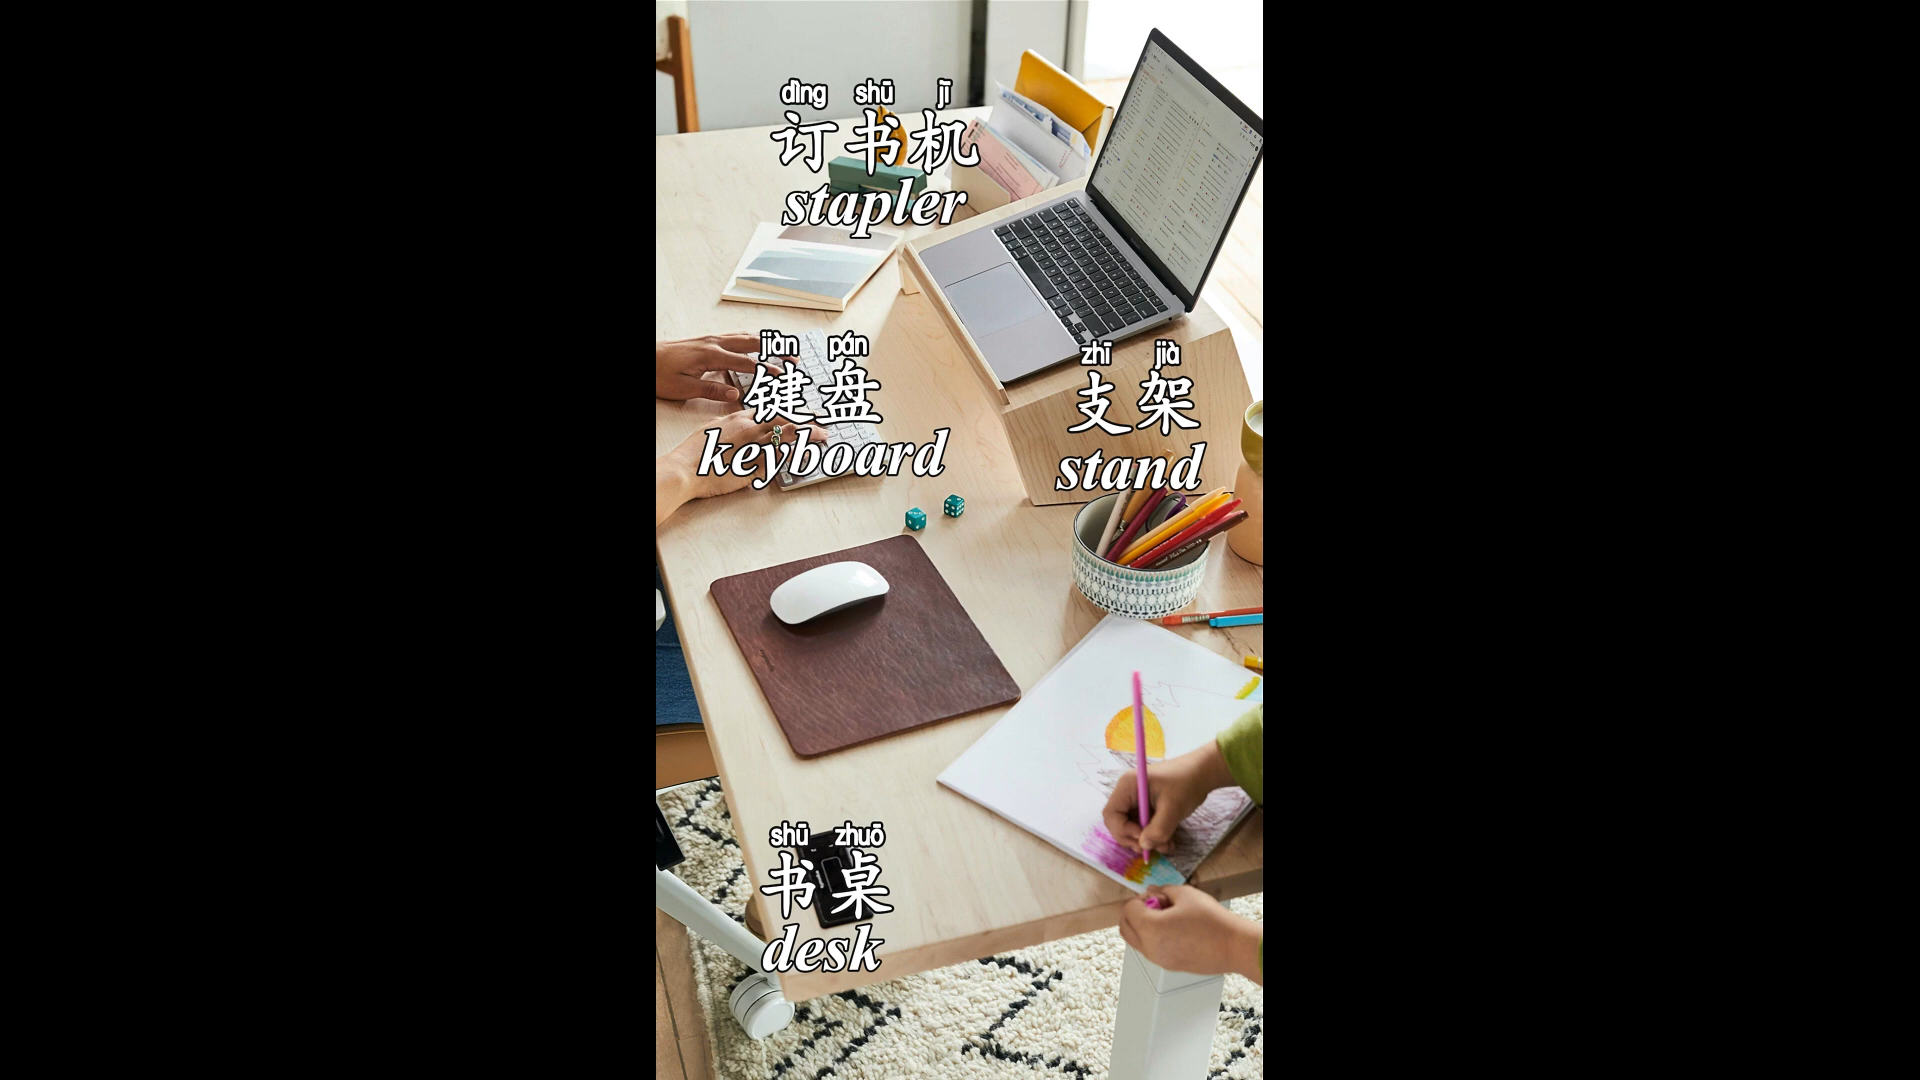 dìng shū jī
订书机
stapler
jiàn pán
键盘
keyboard
zhī jià
支架
stand
shū zhuō
书桌
desk